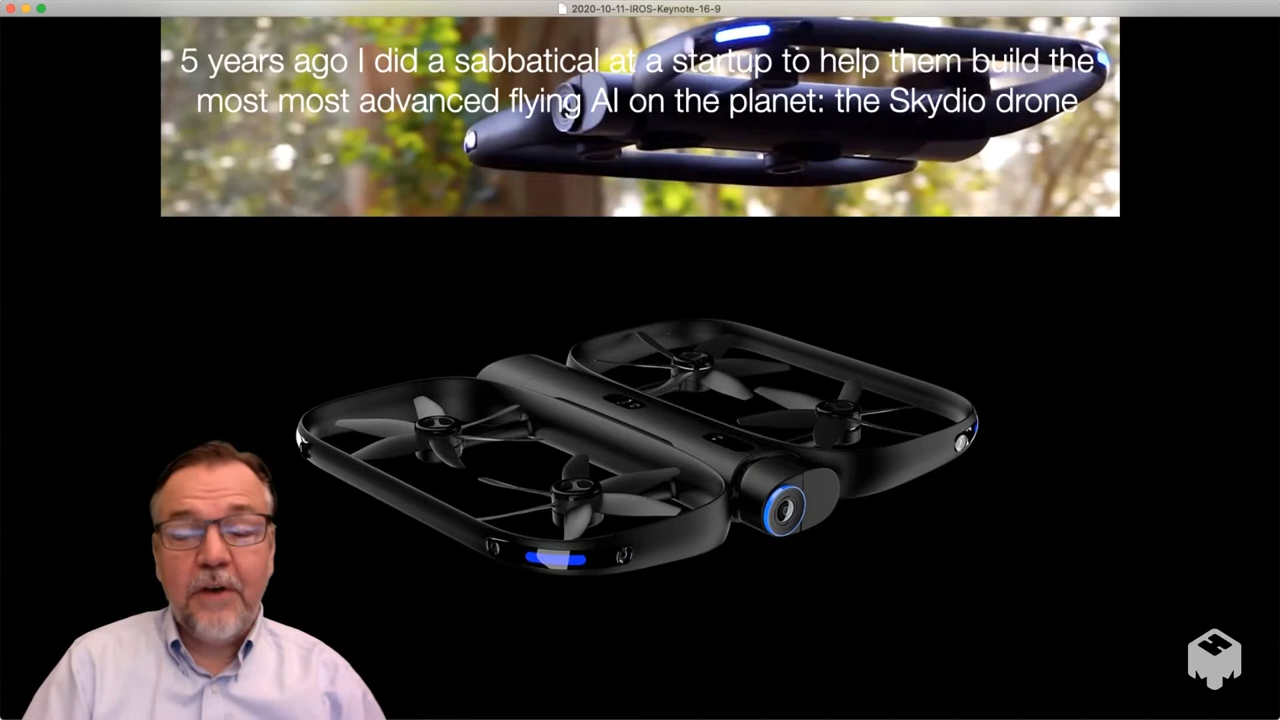 2020-10-11-IROS-Keynote-16-9
5 years ago I did a sabbatical at a startup to help them build the
most most advanced flying AI on the planet: the Skydio drone